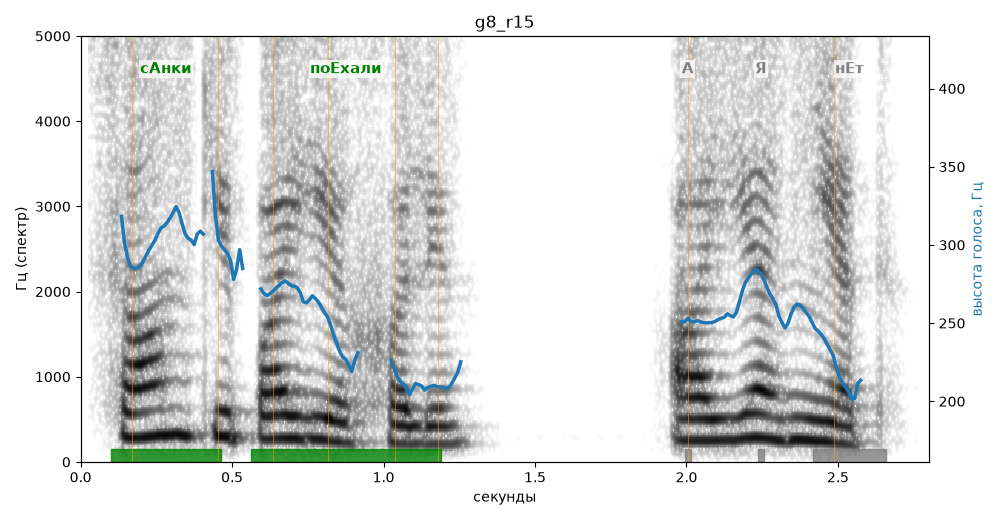 g8_r15
5000
4000
3000
2000
1000
0
Гц (спектр)
сАнки
поЕхали
А
Я
нЕт
400
350
300
250
200
высота голоса, Гц
0.0
0.5
1.0
1.5
2.0
2.5
секунды